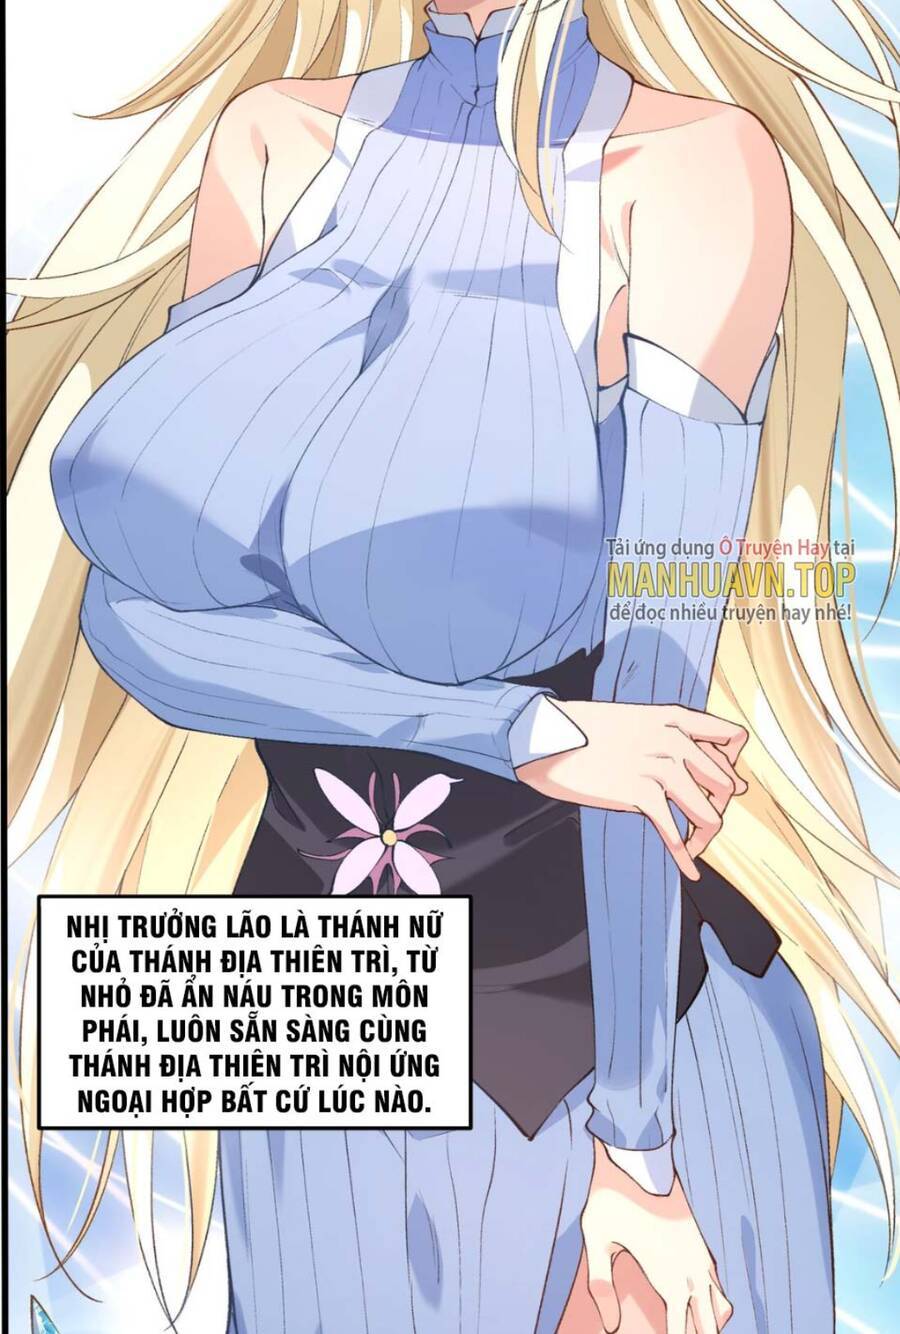 Tải ứng dụng Ô Truyện Hay tại
MANHUAVN.TOP
để đọc nhiều truyện hay nhé!
NHỊ TRƯỞNG LÃO LÀ THÁNH NỮ
CỦA THÁNH ĐỊA THIÊN TRÌ, TỪ
NHỎ ĐÃ ẨN NÁU TRONG MÔN
PHÁI, LUÔN SẴN SÀNG CÙNG
THÁNH ĐỊA THIÊN TRÌ NỘI ỨNG
NGOẠI HỢP BẤT CỨ LÚC NÀO.